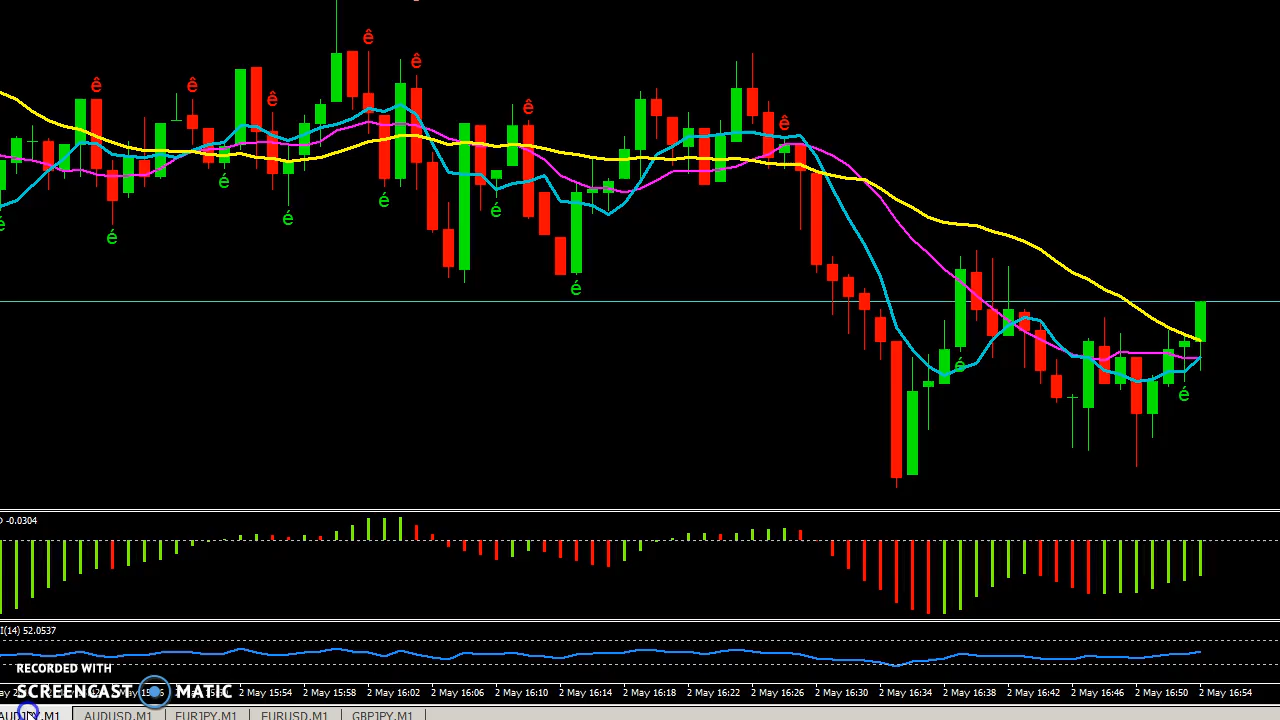 ê
ê
ê
ê
ê
ê
ê
é
é
é
é
é
é
é
é
é
-0.0304
I(14) 52.0537
RECORDED WITH
SCREENCAST MATIC
2 May 15:54 2 May 15:58 2 May 16:02 2 May 16:06 2 May 16:10 2 May 16:14 2 May 16:18 2 May 16:22 2 May 16:26 2 May 16:34 2 May 16:38 2 May 16:42 2 May 16:46 2 May 16:50 2 May 16:54
AUDUSD,M1 EURJPY,M1 EURUSD,M1 GBPJPY,M1